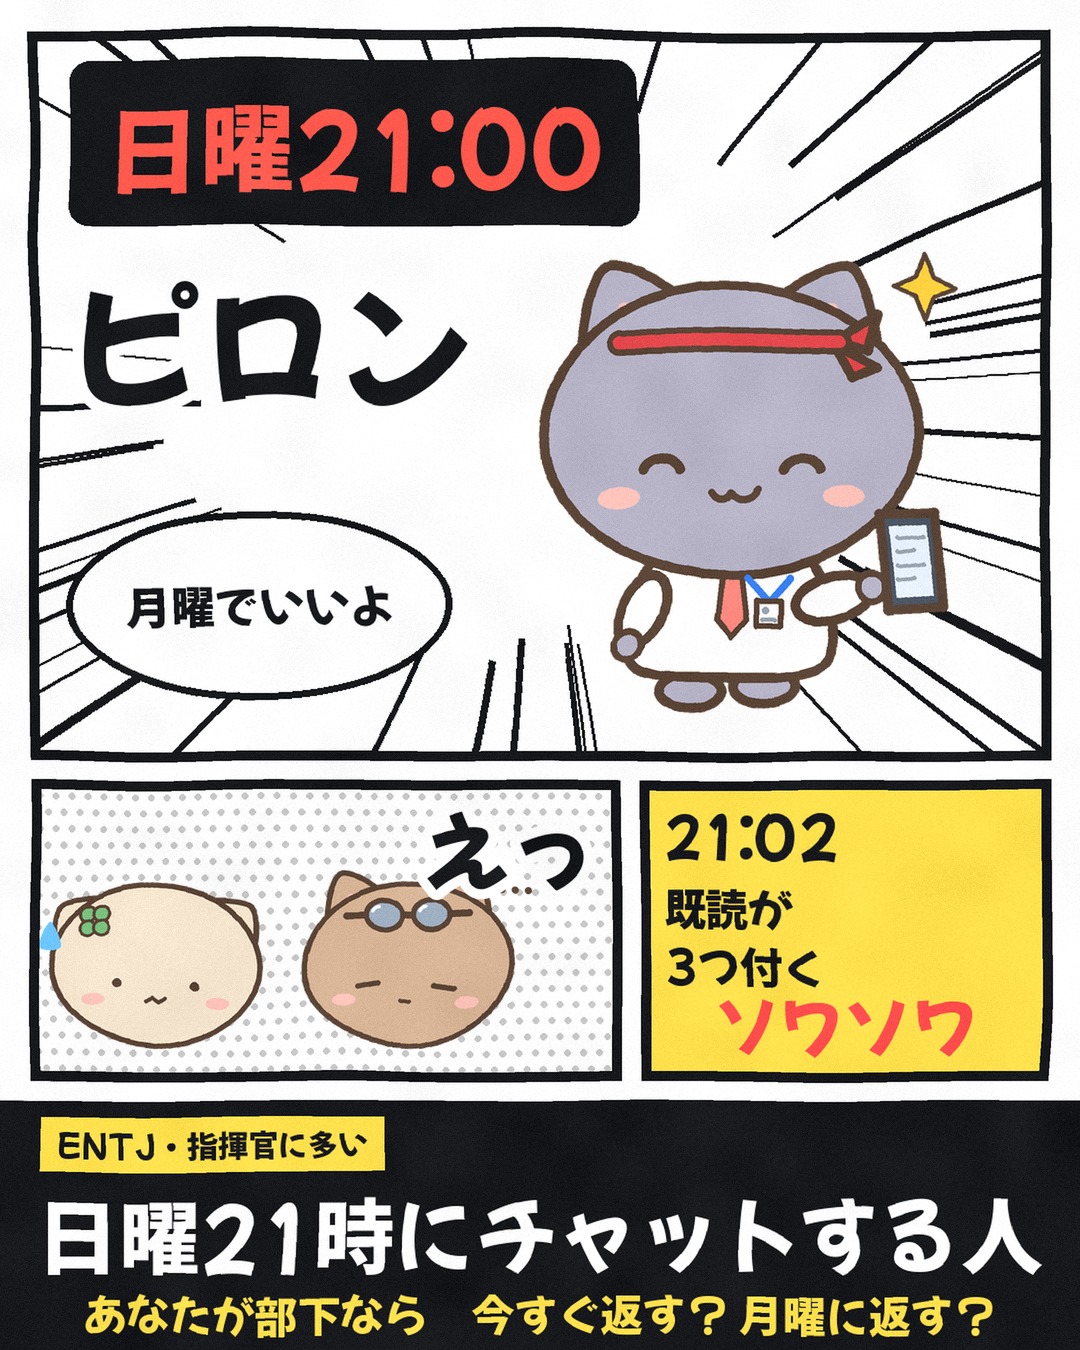 日曜21:00
ピロン
月曜でいいよ
えっ
21:02
既読が
3つ付く
ソワソワ
ENTJ・指揮官に多い
日曜21時にチャットする人
あなたが部下なら 今すぐ返す？月曜に返す？